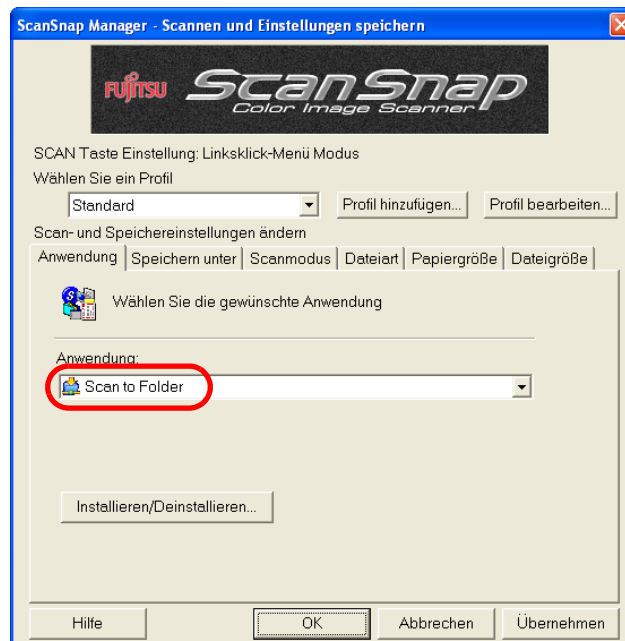 ScanSnap Manager - Scannen und Einstellungen speichern
FUJITSU ScanSnap
Color Image Scanner
SCAN Taste Einstellung: Linksklick-Menü Modus
Wählen Sie ein Profil
Standard Profil hinzufügen... Profil bearbeiten...
Scan- und Speichereinstellungen ändern
Anwendung Speichern unter Scanmodus Dateiart Papiergröße Dateigröße
Wählen Sie die gewünschte Anwendung
Anwendung:
Scan to Folder
Installieren/Deinstallieren...
Hilfe OK Abbrechen Übernehmen